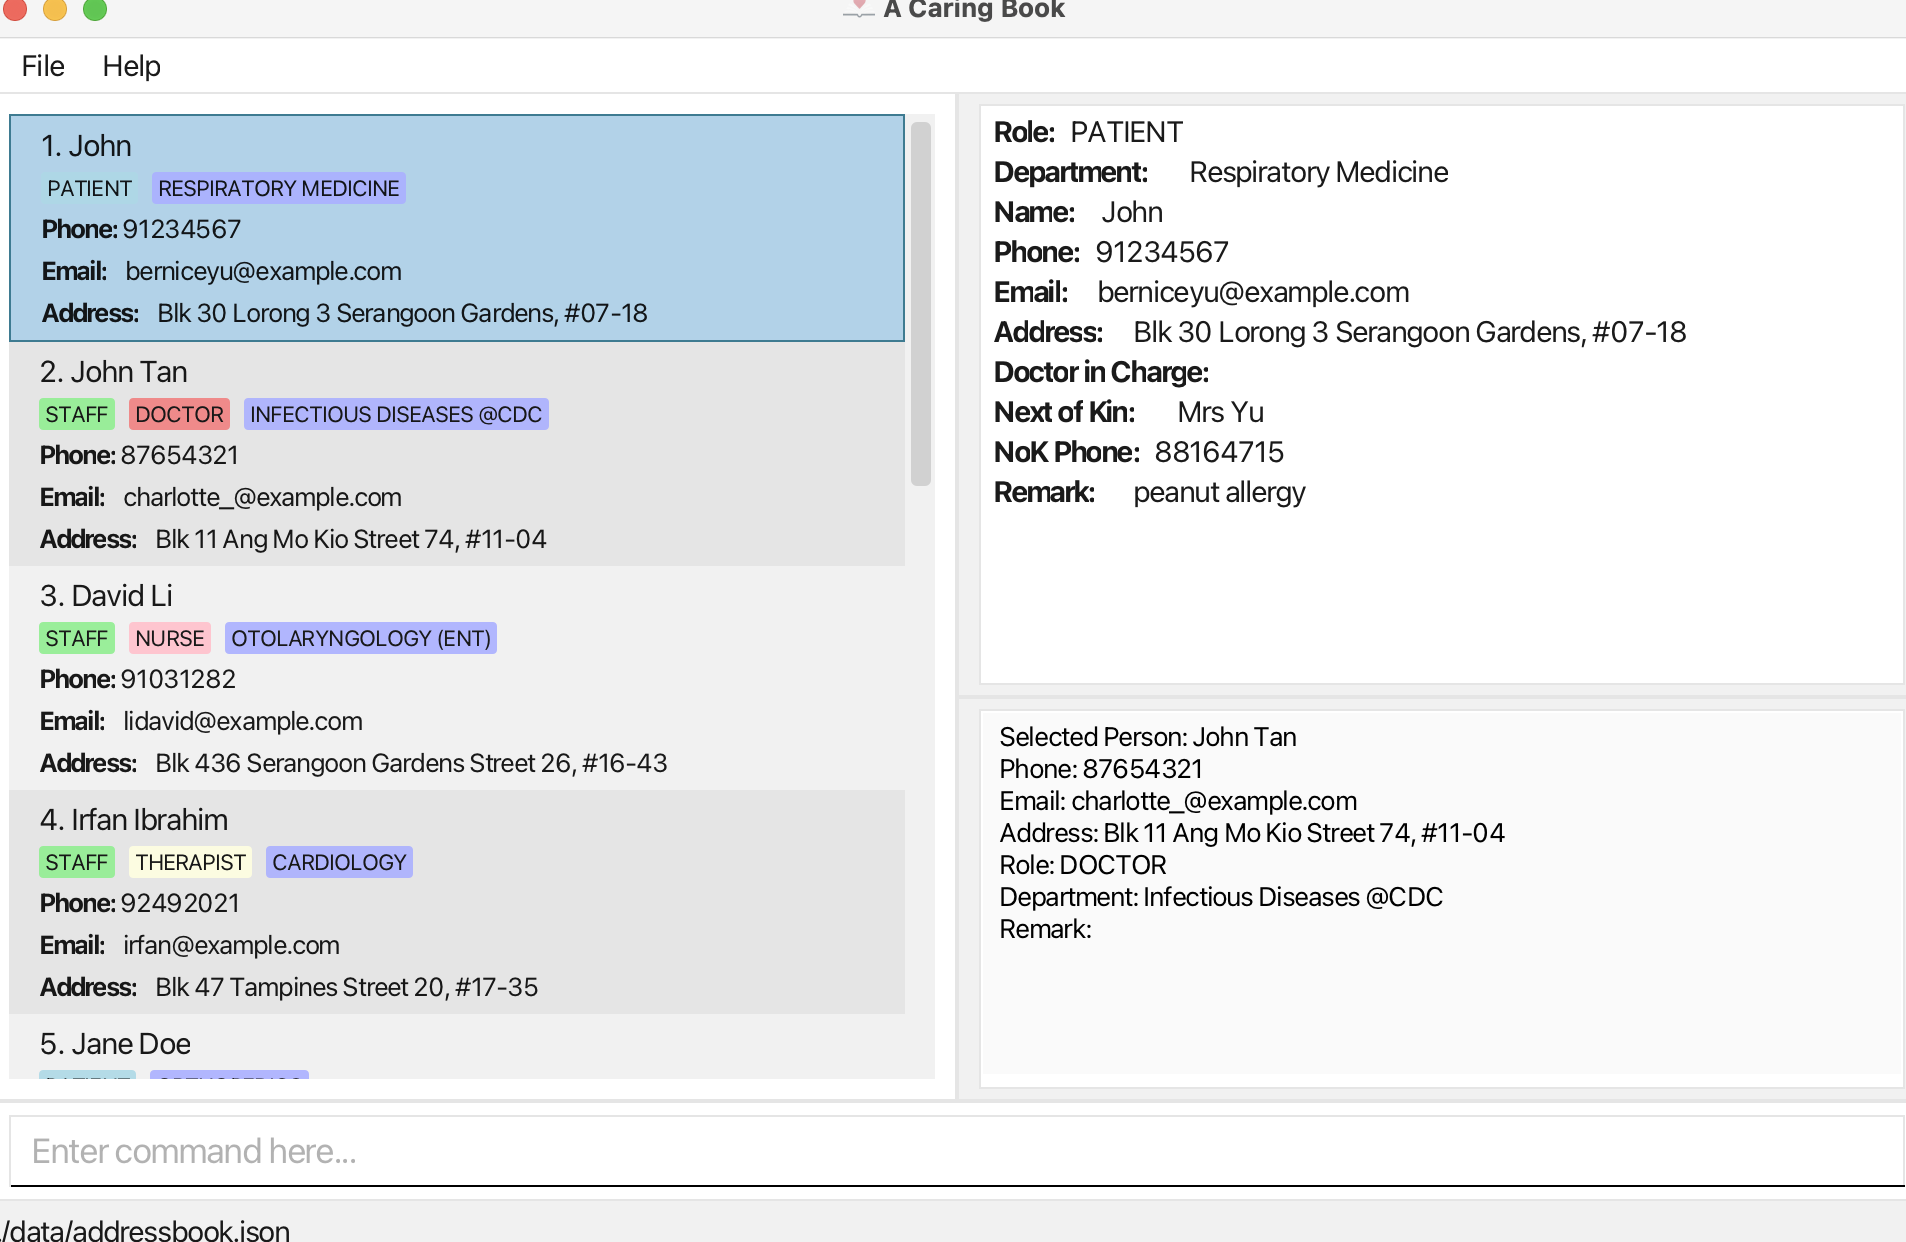 A Caring Book
File Help
1. John
PATIENT RESPIRATORY MEDICINE
Phone: 91234567
Email: berniceyu@example.com
Address: Blk 30 Lorong 3 Serangoon Gardens, #07-18
2. John Tan
STAFF DOCTOR INFECTIOUS DISEASES @CDC
Phone: 87654321
Email: charlotte_@example.com
Address: Blk 11 Ang Mo Kio Street 74, #11-04
3. David Li
STAFF NURSE OTOLARYNGOLOGY (ENT)
Phone: 91031282
Email: lidavid@example.com
Address: Blk 436 Serangoon Gardens Street 26, #16-43
4. Irfan Ibrahim
STAFF THERAPIST CARDIOLOGY
Phone: 92492021
Email: irfan@example.com
Address: Blk 47 Tampines Street 20, #17-35
5. Jane Doe
Role: PATIENT
Department: Respiratory Medicine
Name: John
Phone: 91234567
Email: berniceyu@example.com
Address: Blk 30 Lorong 3 Serangoon Gardens, #07-18
Doctor in Charge:
Next of Kin: Mrs Yu
NoK Phone: 88164715
Remark: peanut allergy
Selected Person: John Tan
Phone: 87654321
Email: charlotte_@example.com
Address: Blk 11 Ang Mo Kio Street 74, #11-04
Role: DOCTOR
Department: Infectious Diseases @CDC
Remark:
Enter command here...
./data/addressbook.json